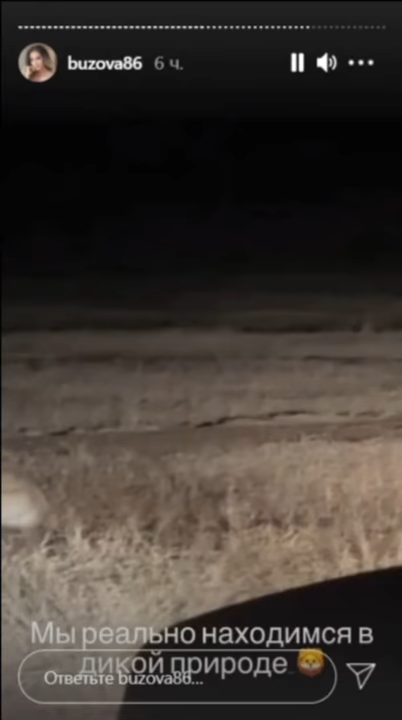 buzova86 6 ч.
Мы реально находимся в
дикой природе 🦁
Ответьте buzova86...